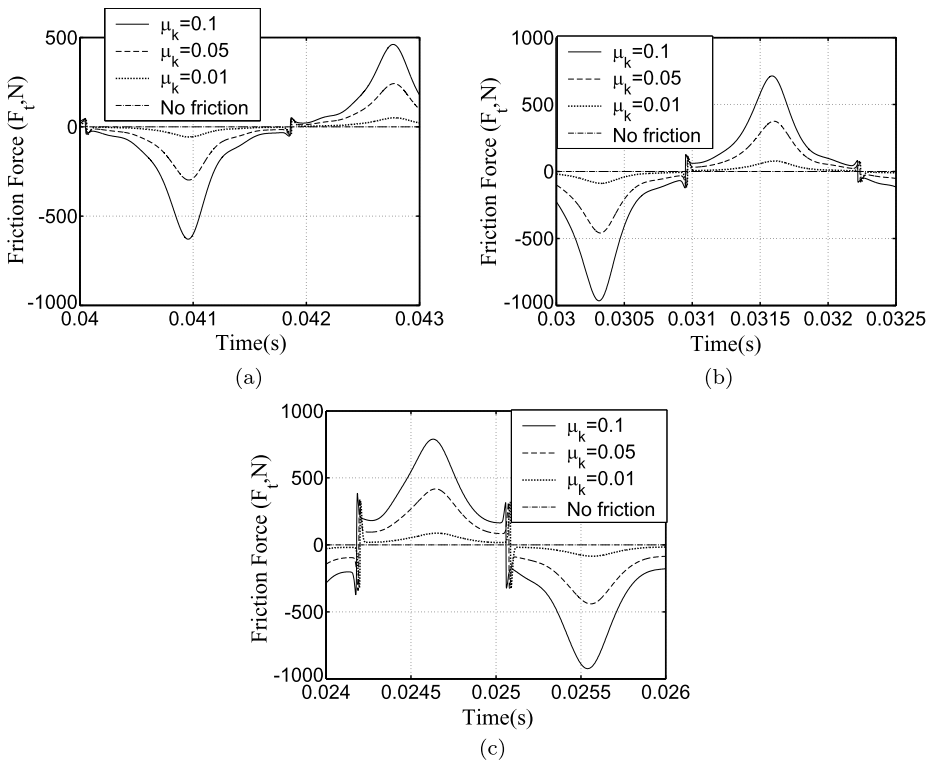 μk=0.1
μk=0.05
μk=0.01
No friction
500
0
-500
-1000
0.04
0.041
0.042
0.043
Friction Force (Ft,N)
Time(s)
(a)
μk=0.1
μk=0.05
μk=0.01
No friction
1000
500
0
-500
-1000
0.03
0.0305
0.031
0.0315
0.032
0.0325
Friction Force (Ft,N)
Time(s)
(b)
μk=0.1
μk=0.05
μk=0.01
No friction
1000
500
0
-500
-1000
0.024
0.0245
0.025
0.0255
0.026
Friction Force (Ft,N)
Time(s)
(c)